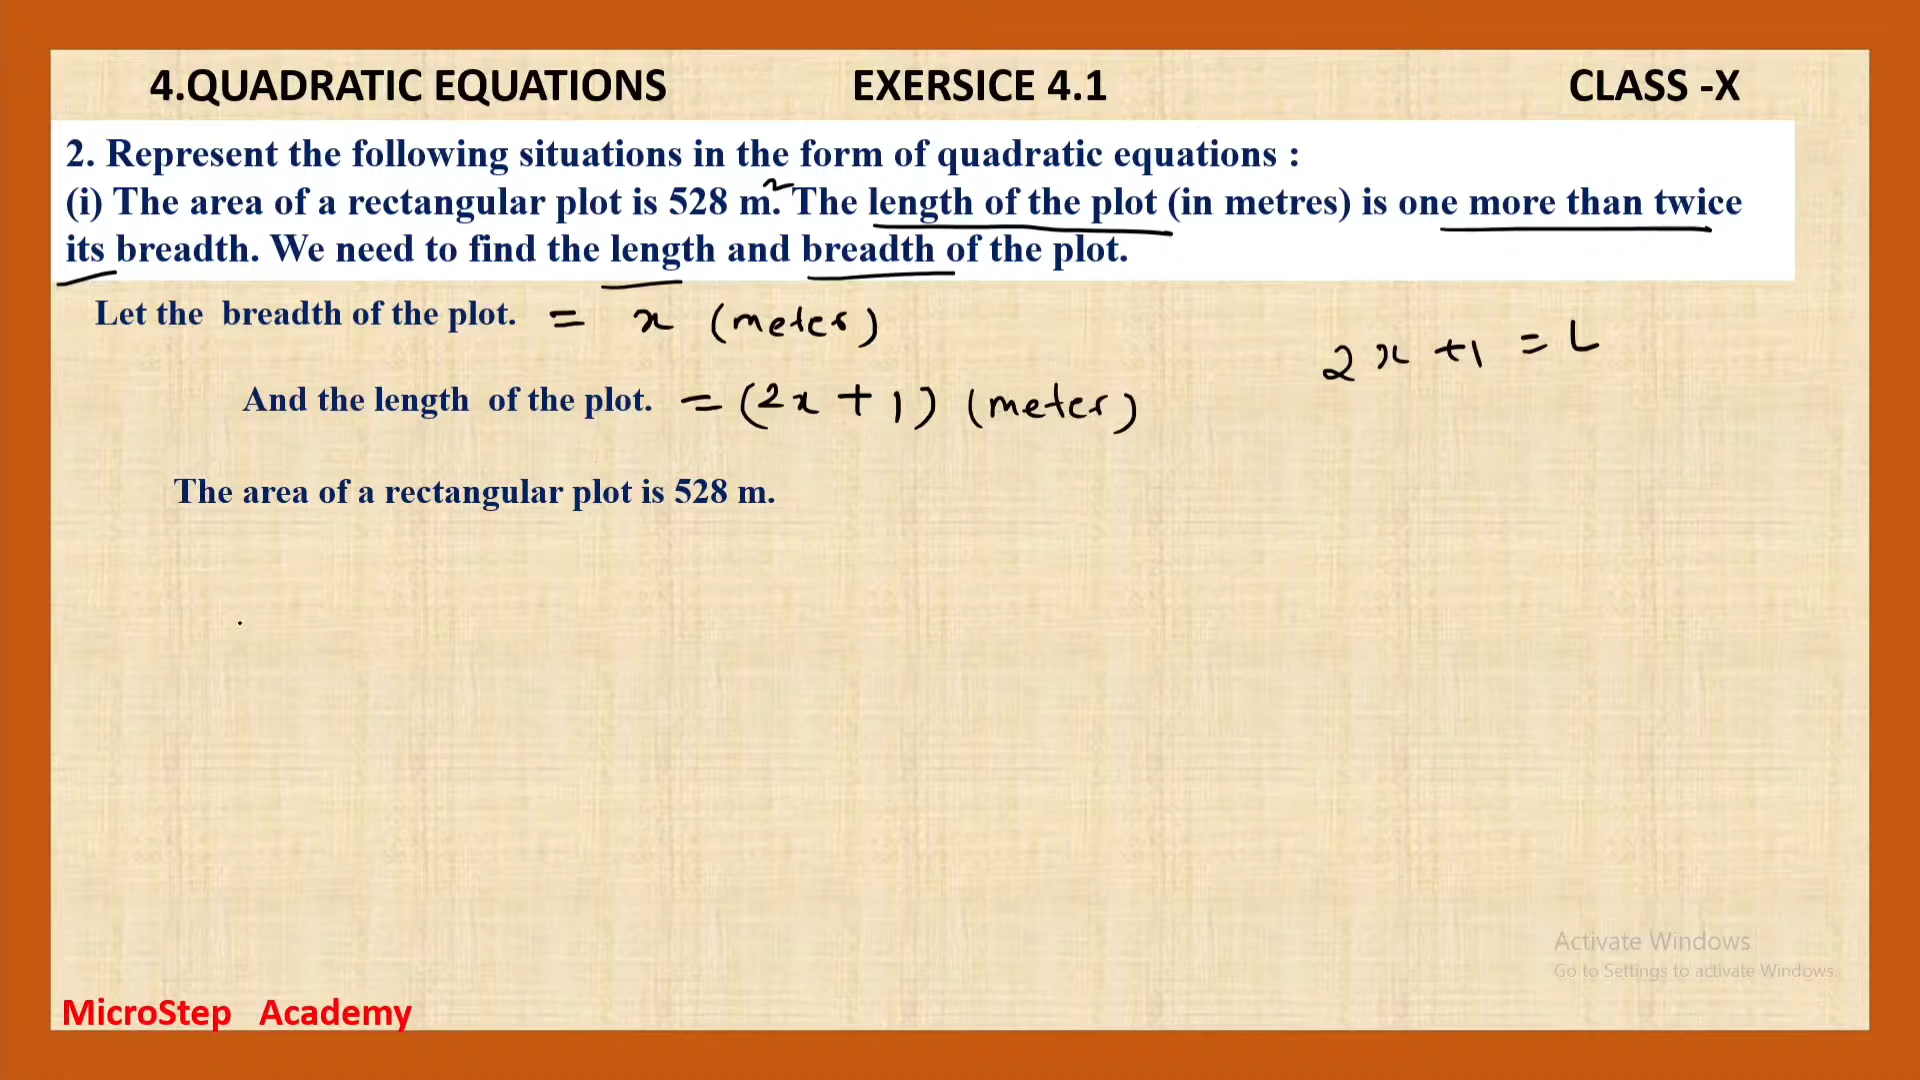 4.QUADRATIC EQUATIONS EXERSICE 4.1 CLASS -X
2. Represent the following situations in the form of quadratic equations :
(i) The area of a rectangular plot is 528 m.² The length of the plot (in metres) is one more than twice
its breadth. We need to find the length and breadth of the plot.
Let the breadth of the plot. = x (meter)
2x +1 = L
And the length of the plot. = (2x + 1) (meter)
The area of a rectangular plot is 528 m.
Activate Windows
Go to Settings to activate Windows.
MicroStep Academy